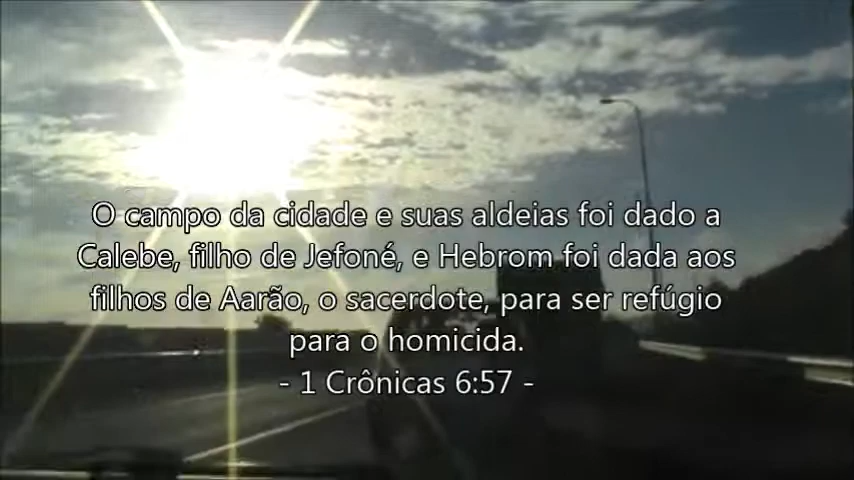 O campo da cidade e suas aldeias foi dado a
Calebe, filho de Jefoné, e Hebrom foi dada aos
filhos de Aarão, o sacerdote, para ser refúgio
para o homicida.
- 1 Crônicas 6:57 -